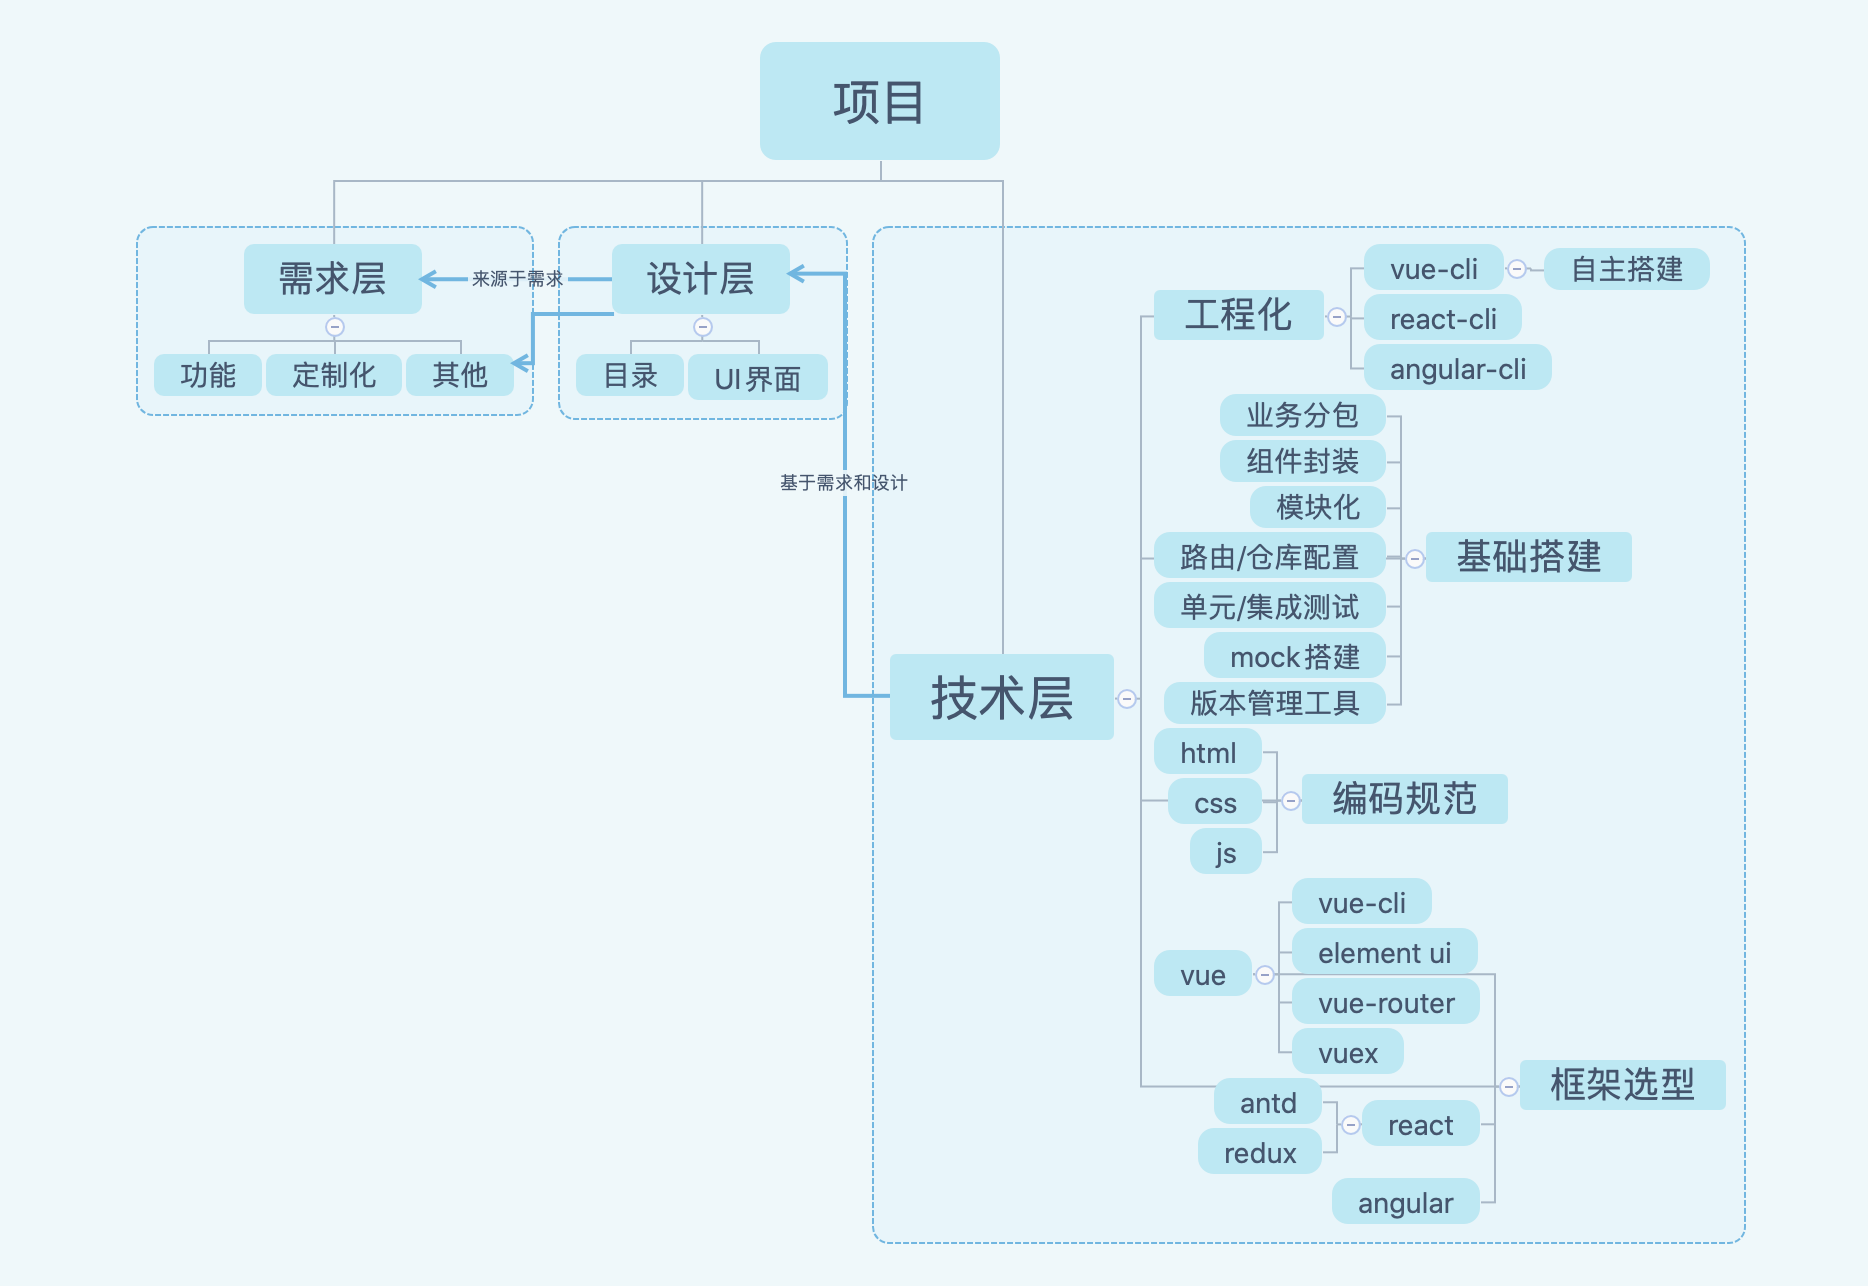 项目
需求层
来源于需求
设计层
功能
定制化
其他
目录
UI界面
基于需求和设计
技术层
工程化
vue-cli
自主搭建
react-cli
angular-cli
业务分包
组件封装
模块化
路由/仓库配置
单元/集成测试
mock搭建
版本管理工具
基础搭建
html
css
js
编码规范
vue
vue-cli
element ui
vue-router
vuex
antd
redux
react
angular
框架选型